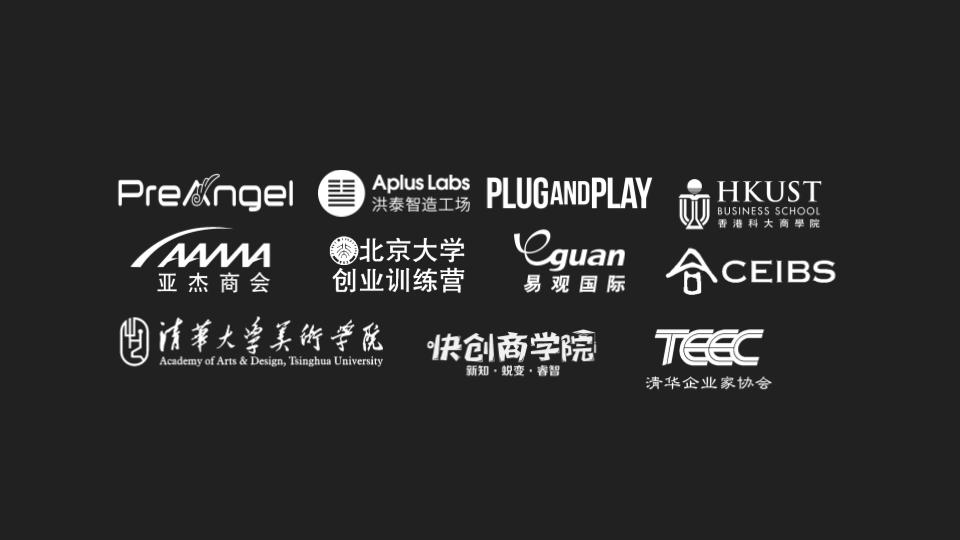 PreAngel
Aplus Labs
洪泰智造工场
PLUGANDPLAY
HKUST
BUSINESS SCHOOL
香港科大商學院
AAMA
亚杰商会
北京大学
创业训练营
eguan
易观国际
CEIBS
清華大学美術学院
Academy of Arts & Design, Tsinghua University
快创商学院
新知·蜕变·睿智
TEEC
清华企业家协会